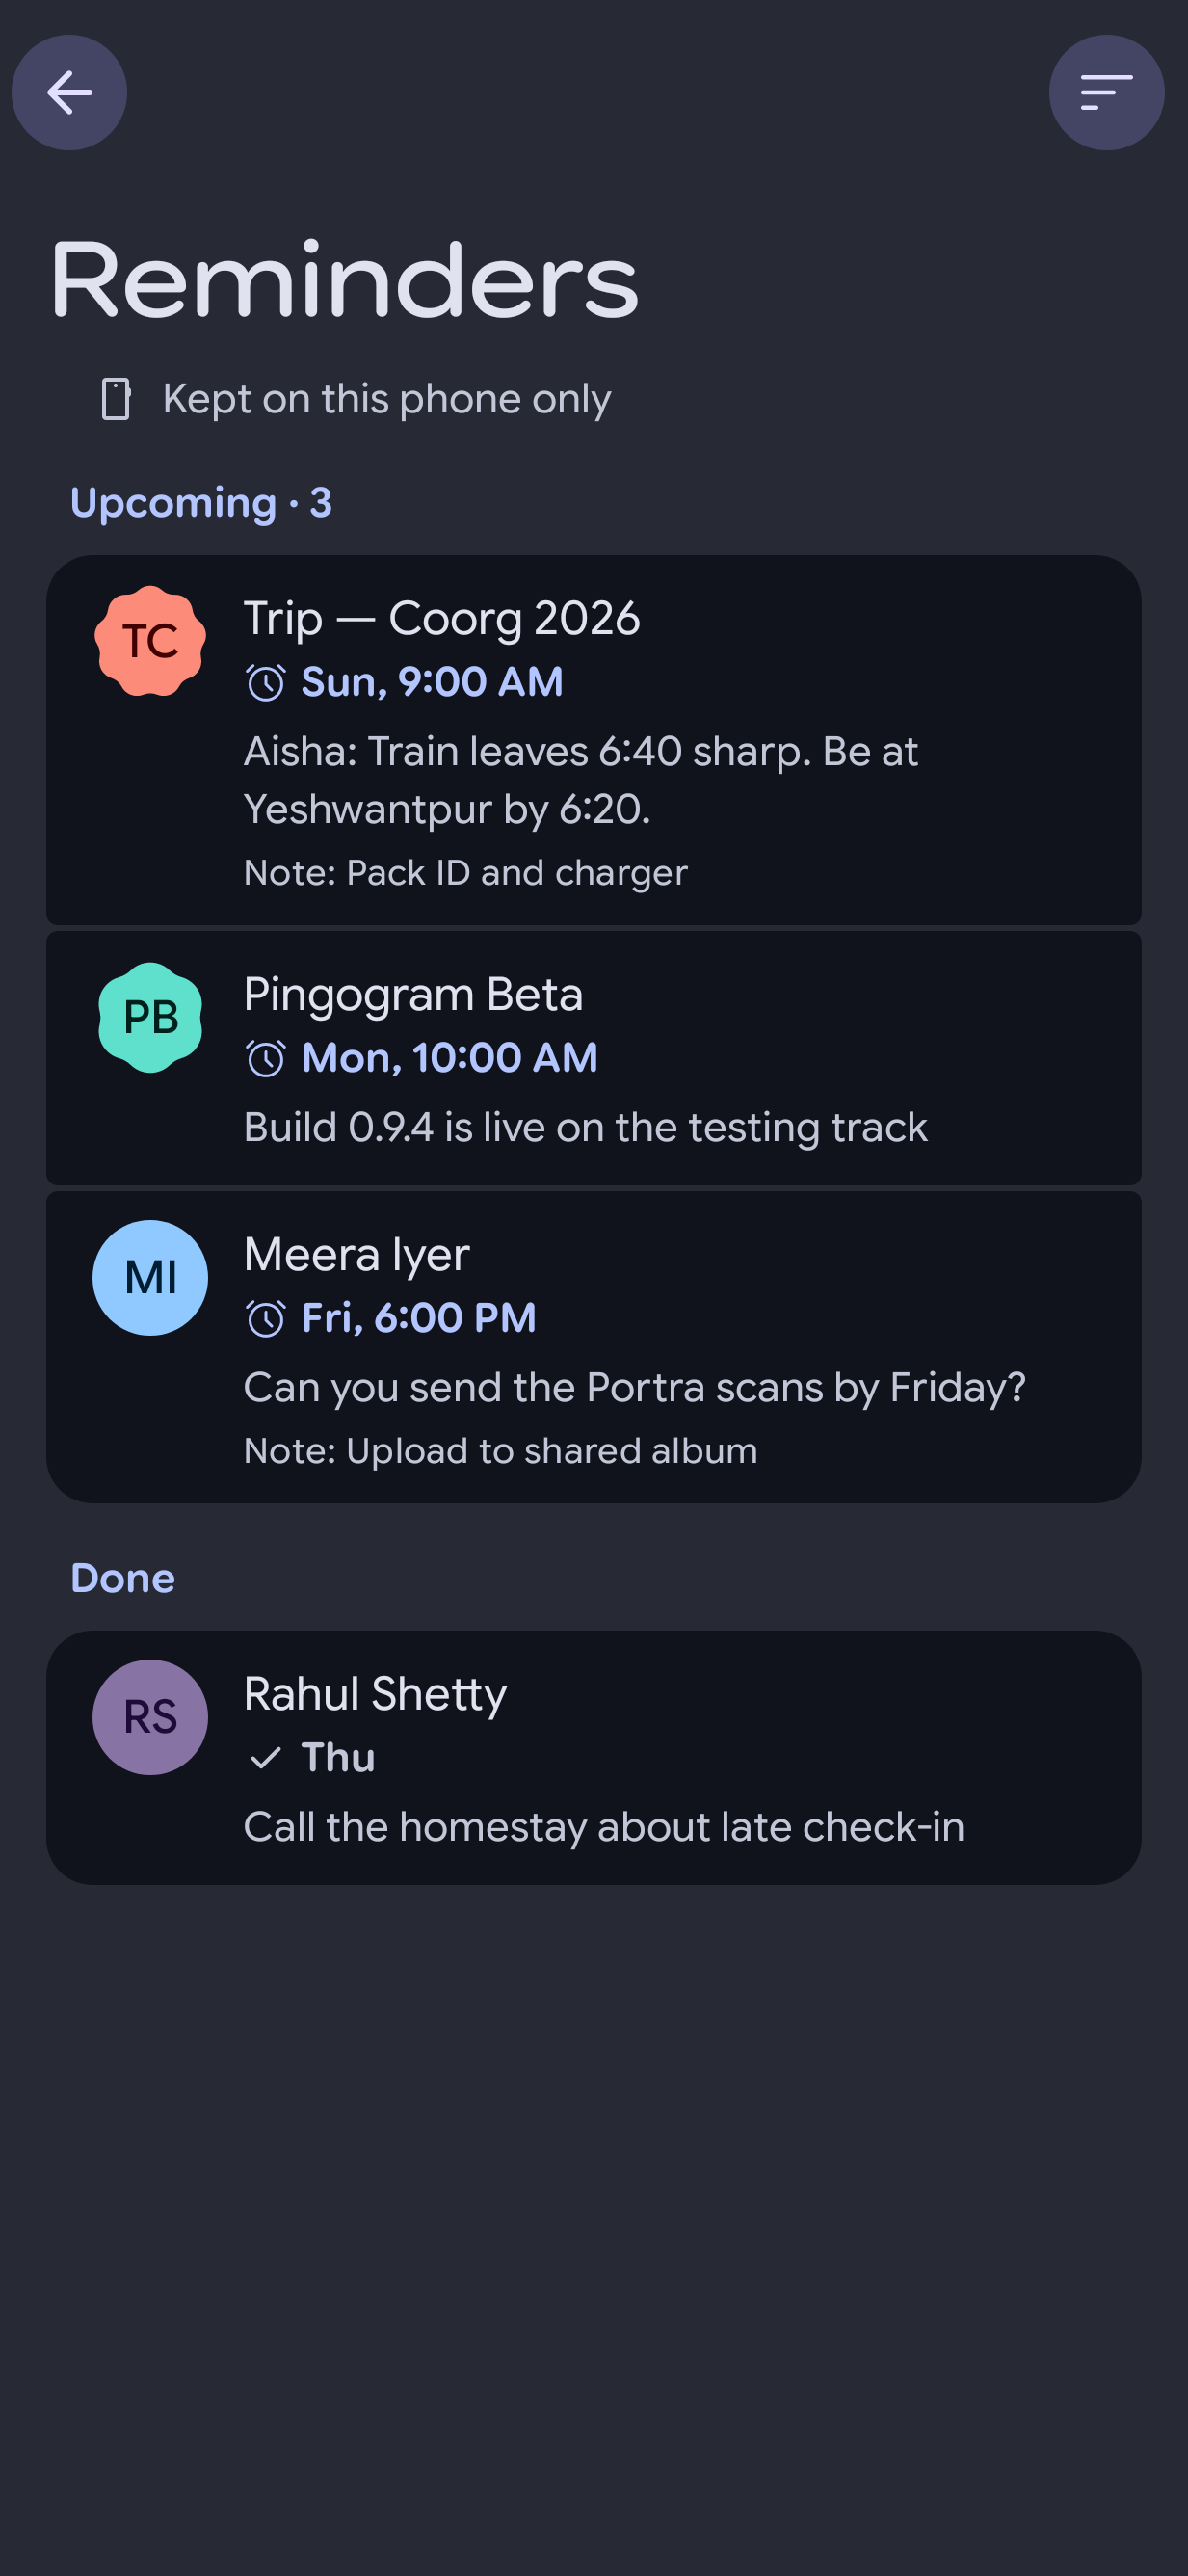 Reminders
Kept on this phone only
Upcoming · 3
TC
Trip — Coorg 2026
Sun, 9:00 AM
Aisha: Train leaves 6:40 sharp. Be at
Yeshwantpur by 6:20.
Note: Pack ID and charger
PB
Pingogram Beta
Mon, 10:00 AM
Build 0.9.4 is live on the testing track
MI
Meera Iyer
Fri, 6:00 PM
Can you send the Portra scans by Friday?
Note: Upload to shared album
Done
RS
Rahul Shetty
Thu
Call the homestay about late check-in